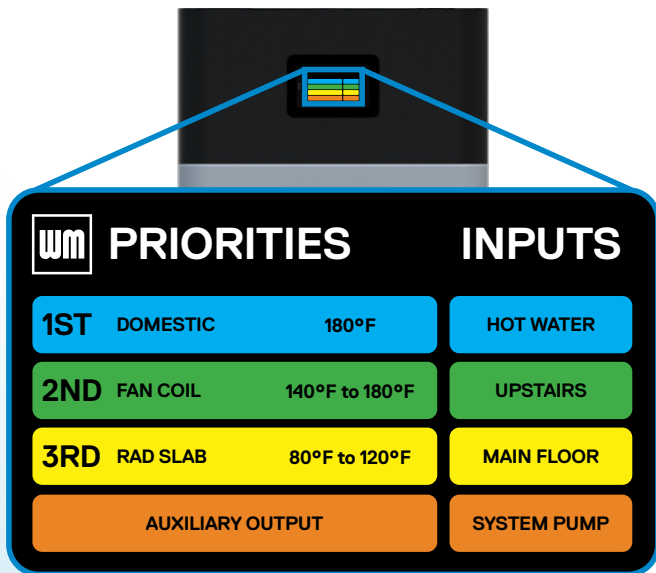 WM PRIORITIES INPUTS
1ST DOMESTIC 180°F HOT WATER
2ND FAN COIL 140°F to 180°F UPSTAIRS
3RD RAD SLAB 80°F to 120°F MAIN FLOOR
AUXILIARY OUTPUT SYSTEM PUMP